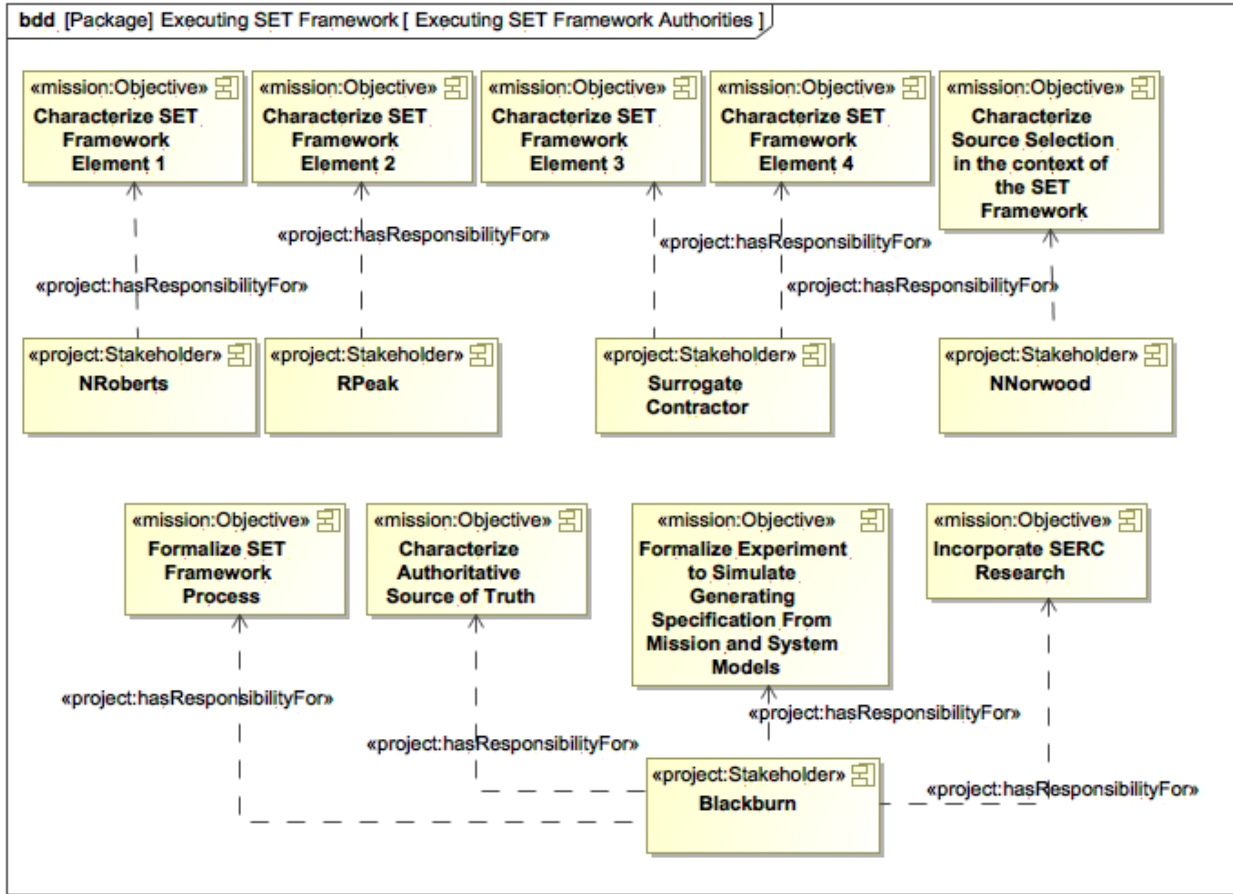 bdd [Package] Executing SET Framework [ Executing SET Framework Authorities ]
«mission:Objective»
Characterize SET
Framework
Element 1
«mission:Objective»
Characterize SET
Framework
Element 2
«mission:Objective»
Characterize SET
Framework
Element 3
«mission:Objective»
Characterize SET
Framework
Element 4
«mission:Objective»
Characterize
Source Selection
in the context of
the SET
Framework
«project:hasResponsibilityFor»
«project:hasResponsibilityFor»
«project:hasResponsibilityFor»
«project:hasResponsibilityFor»
«project:Stakeholder»
NRoberts
«project:Stakeholder»
RPeak
«project:Stakeholder»
Surrogate
Contractor
«project:Stakeholder»
NNorwood
«mission:Objective»
Formalize SET
Framework
Process
«mission:Objective»
Characterize
Authoritative
Source of Truth
«mission:Objective»
Formalize Experiment
to Simulate
Generating
Specification From
Mission and System
Models
«mission:Objective»
Incorporate SERC
Research
«project:hasResponsibilityFor»
«project:hasResponsibilityFor»
«project:hasResponsibilityFor»
«project:hasResponsibilityFor»
«project:Stakeholder»
Blackburn